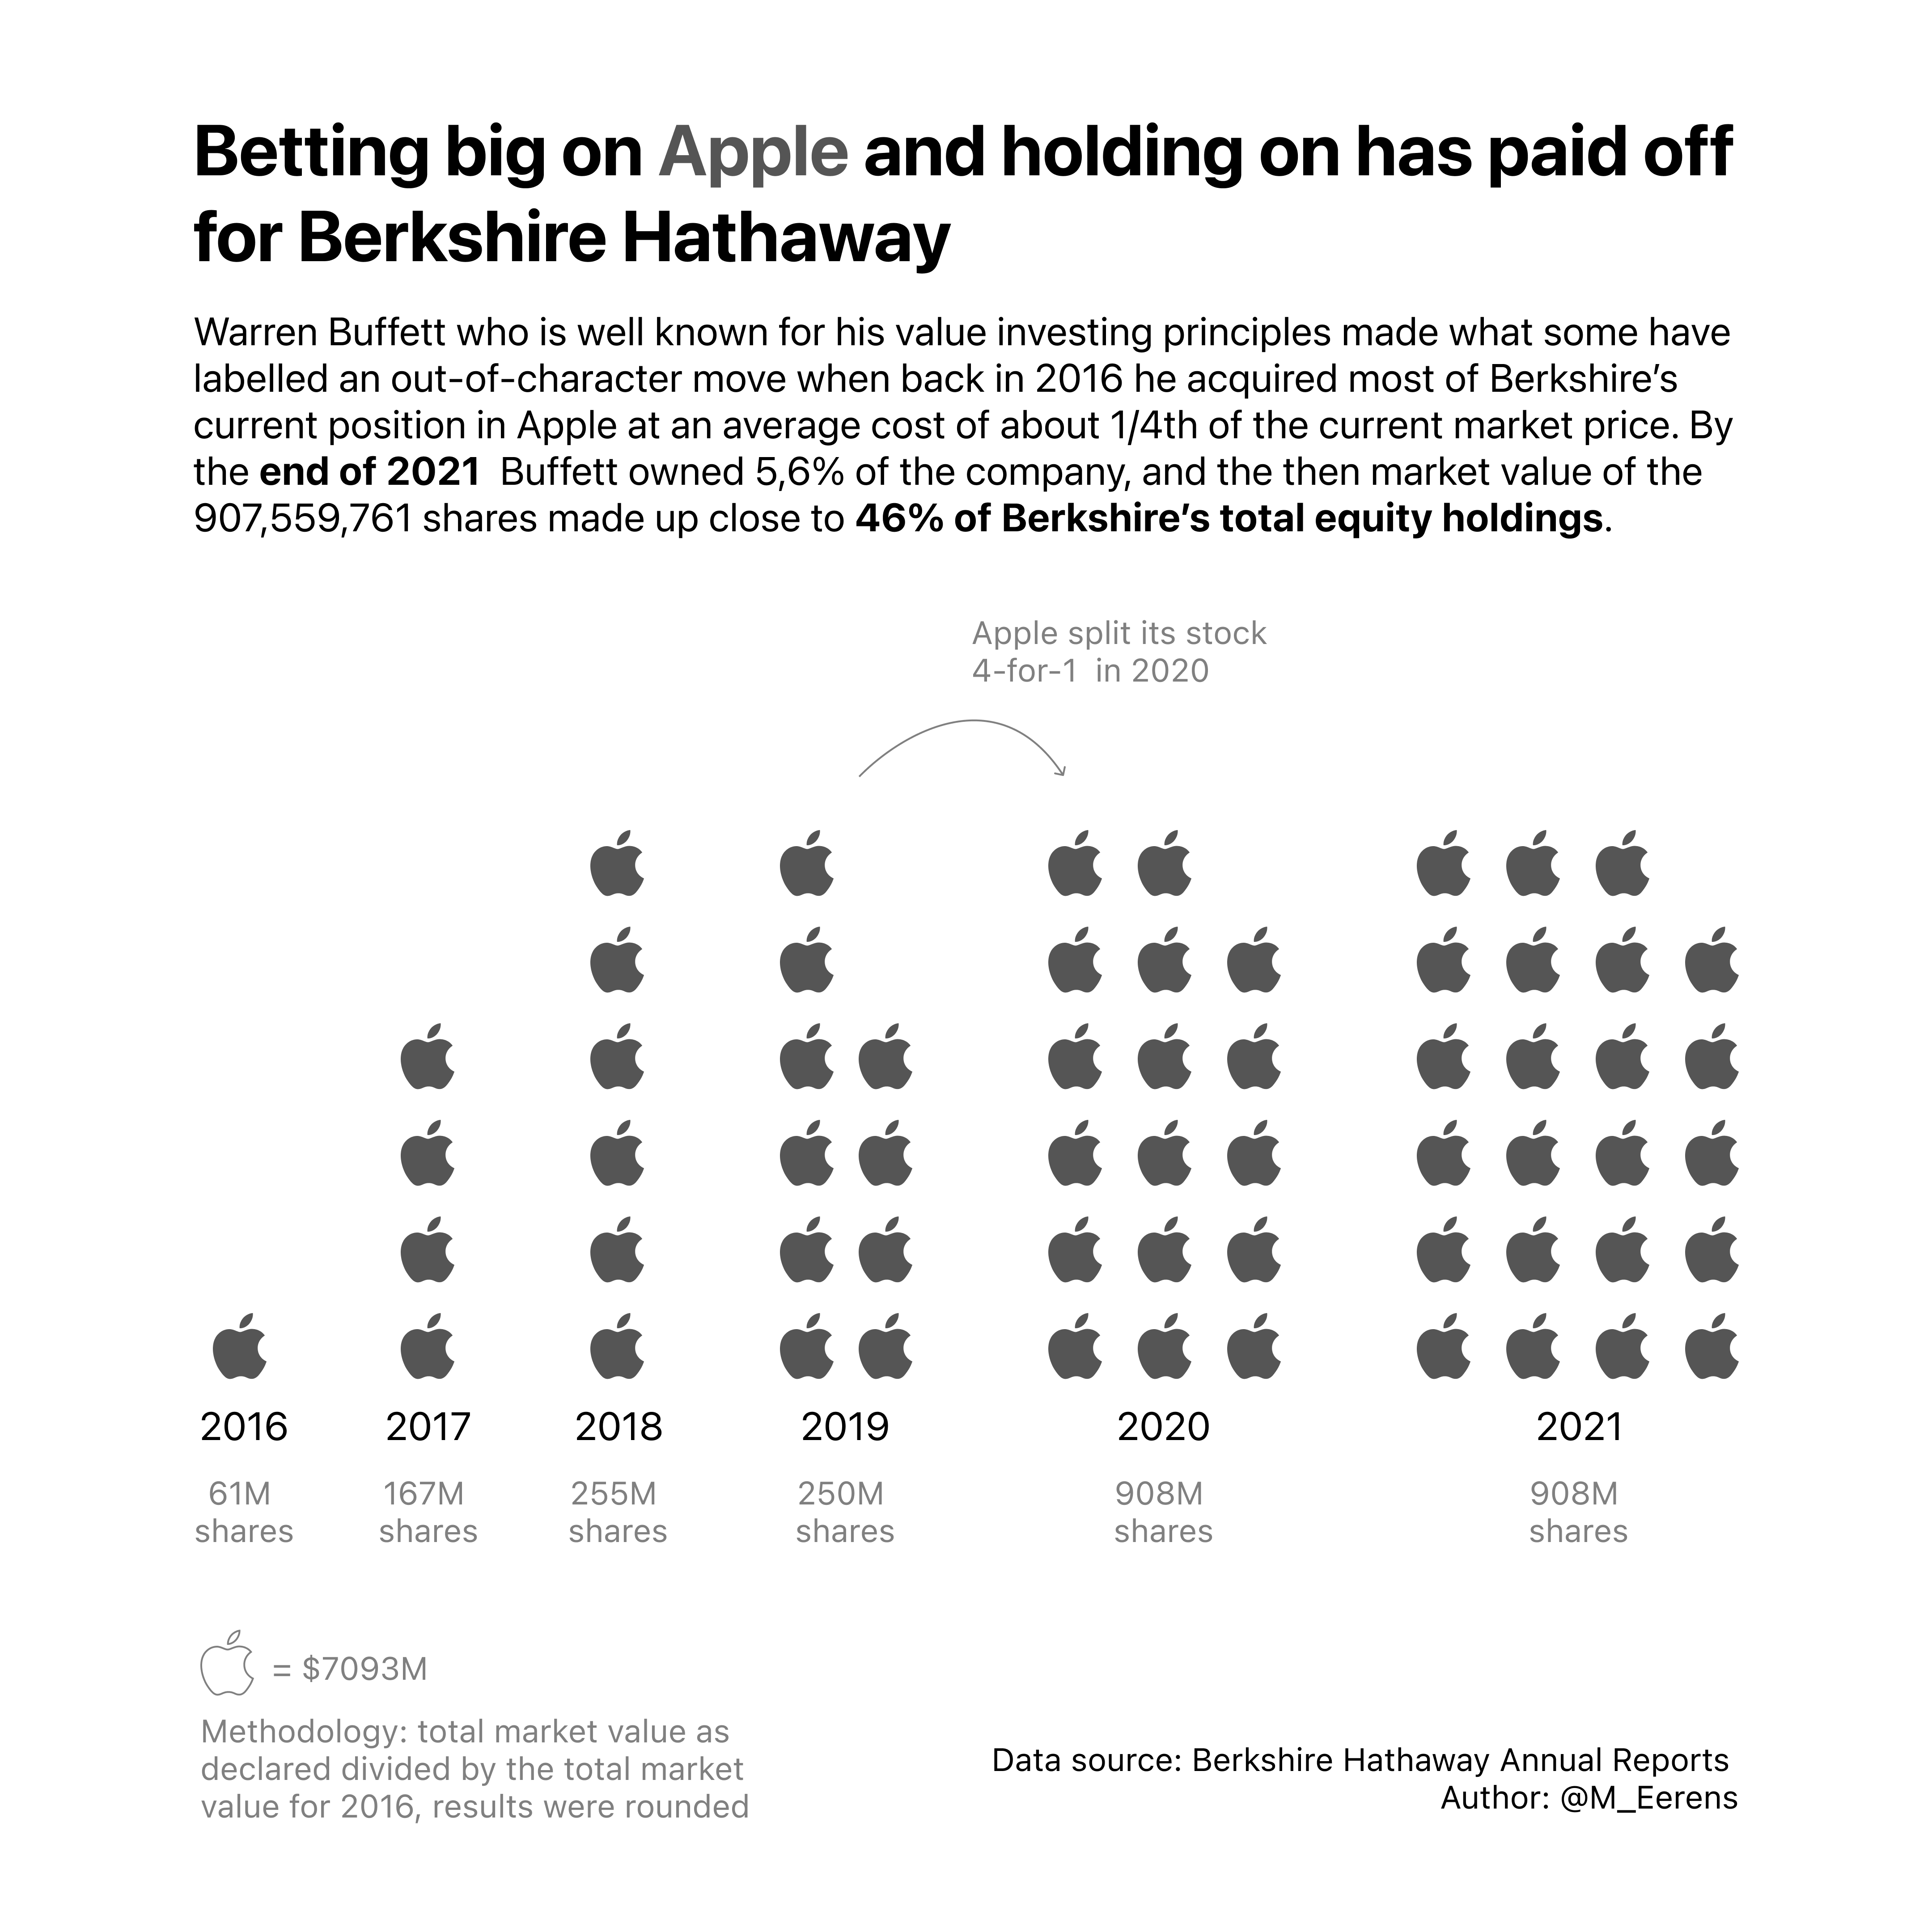 Betting big on Apple and holding on has paid off
for Berkshire Hathaway
Warren Buffett who is well known for his value investing principles made what some have
labelled an out-of-character move when back in 2016 he acquired most of Berkshire’s
current position in Apple at an average cost of about 1/4th of the current market price. By
the end of 2021  Buffett owned 5,6% of the company, and the then market value of the
907,559,761 shares made up close to 46% of Berkshire’s total equity holdings.
Apple split its stock
4-for-1  in 2020
2016
61M
shares
2017
167M
shares
2018
255M
shares
2019
250M
shares
2020
908M
shares
2021
908M
shares
= $7093M
Methodology: total market value as
declared divided by the total market
value for 2016, results were rounded
Data source: Berkshire Hathaway Annual Reports
Author: @M_Eerens